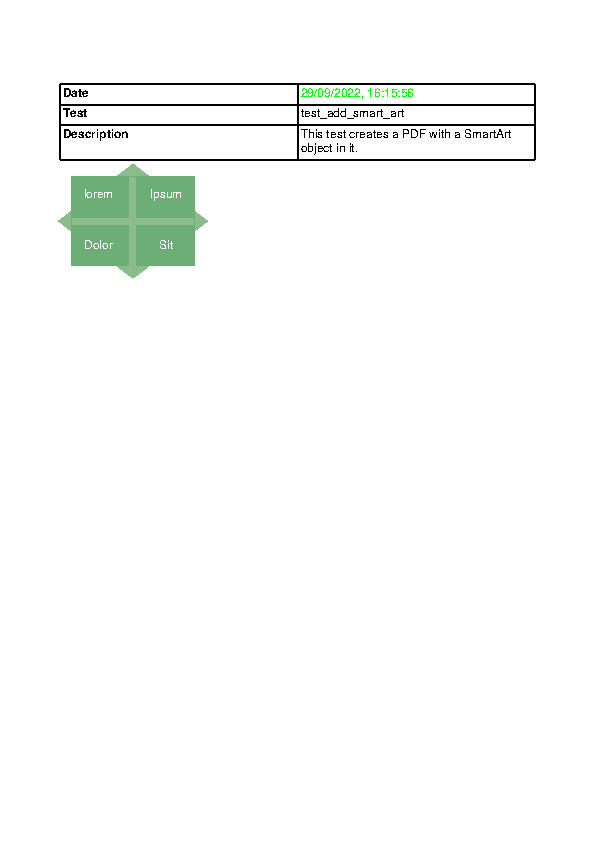 Date 29/09/2022, 16:15:56
Test test_add_smart_art
Description This test creates a PDF with a SmartArt
object in it.
lorem Ipsum
Dolor Sit